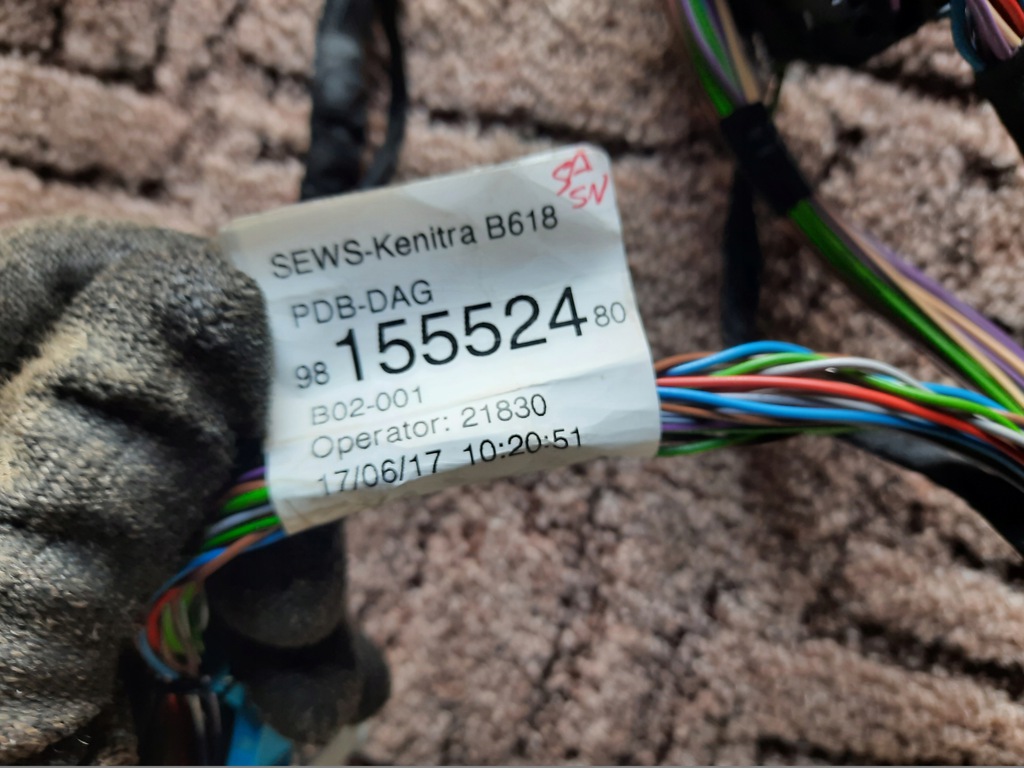 SA
SN
SEWS-Kenitra B618
PDB-DAG
98 155524 80
B02-001
Operator: 21830
17/06/17 10:20:51